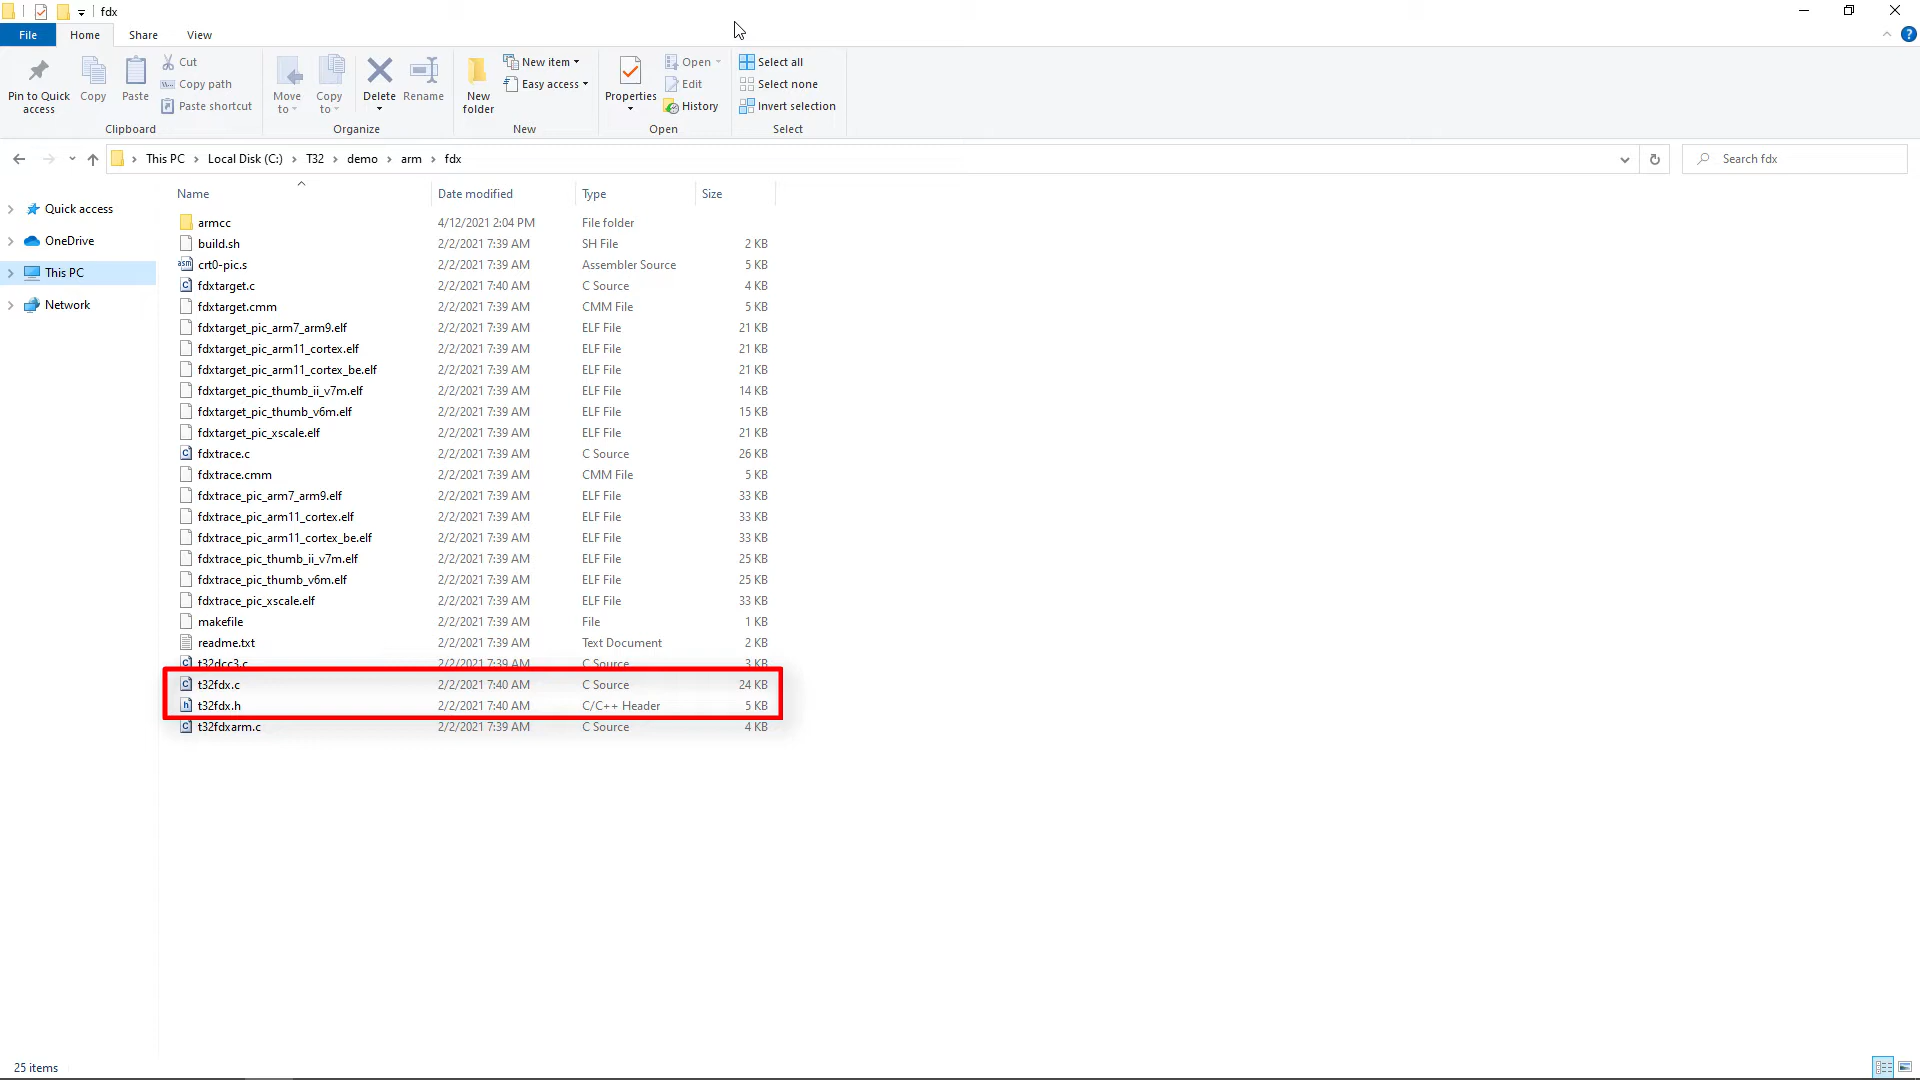 fdx
File Home Share View
Pin to Quick access
Copy
Paste
Cut
Copy path
Paste shortcut
Clipboard
Move to
Copy to
Delete
Rename
Organize
New folder
New item
Easy access
New
Properties
Open
Edit
History
Open
Select all
Select none
Invert selection
Select
This PC Local Disk (C:) T32 demo arm fdx
Search fdx
Quick access
OneDrive
This PC
Network
Name Date modified Type Size
armcc 4/12/2021 2:04 PM File folder
build.sh 2/2/2021 7:39 AM SH File 2 KB
asm crt0-pic.s 2/2/2021 7:39 AM Assembler Source 5 KB
C fdxtarget.c 2/2/2021 7:40 AM C Source 4 KB
fdxtarget.cmm 2/2/2021 7:39 AM CMM File 5 KB
fdxtarget_pic_arm7_arm9.elf 2/2/2021 7:39 AM ELF File 21 KB
fdxtarget_pic_arm11_cortex.elf 2/2/2021 7:39 AM ELF File 21 KB
fdxtarget_pic_arm11_cortex_be.elf 2/2/2021 7:39 AM ELF File 21 KB
fdxtarget_pic_thumb_ii_v7m.elf 2/2/2021 7:39 AM ELF File 14 KB
fdxtarget_pic_thumb_v6m.elf 2/2/2021 7:39 AM ELF File 15 KB
fdxtarget_pic_xscale.elf 2/2/2021 7:39 AM ELF File 21 KB
C fdxtrace.c 2/2/2021 7:39 AM C Source 26 KB
fdxtrace.cmm 2/2/2021 7:39 AM CMM File 5 KB
fdxtrace_pic_arm7_arm9.elf 2/2/2021 7:39 AM ELF File 33 KB
fdxtrace_pic_arm11_cortex.elf 2/2/2021 7:39 AM ELF File 33 KB
fdxtrace_pic_arm11_cortex_be.elf 2/2/2021 7:39 AM ELF File 33 KB
fdxtrace_pic_thumb_ii_v7m.elf 2/2/2021 7:39 AM ELF File 25 KB
fdxtrace_pic_thumb_v6m.elf 2/2/2021 7:39 AM ELF File 25 KB
fdxtrace_pic_xscale.elf 2/2/2021 7:39 AM ELF File 33 KB
makefile 2/2/2021 7:39 AM File 1 KB
readme.txt 2/2/2021 7:39 AM Text Document 2 KB
C t32dcc3.c 2/2/2021 7:39 AM C Source 3 KB
C t32fdx.c 2/2/2021 7:40 AM C Source 24 KB
h t32fdx.h 2/2/2021 7:40 AM C/C++ Header 5 KB
C t32fdxarm.c 2/2/2021 7:39 AM C Source 4 KB
25 items